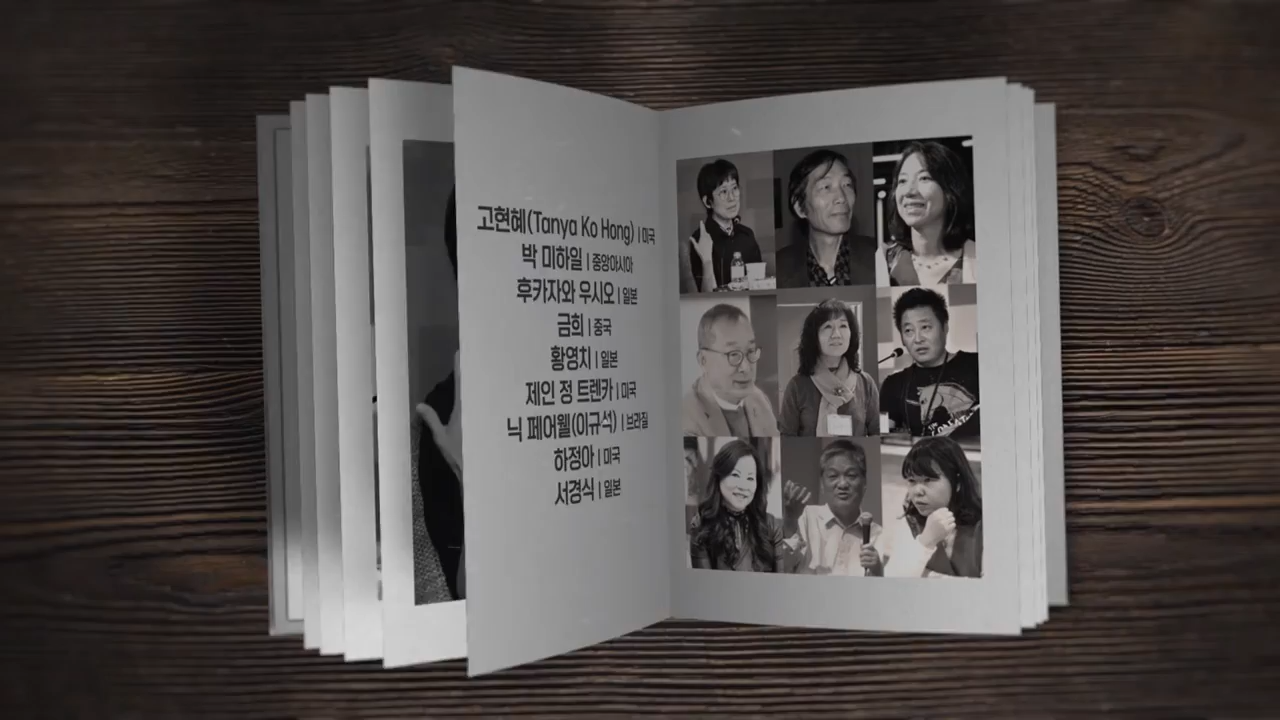 고현혜(Tanya Ko Hong) | 미국
박 미하일 | 중앙아시아
후카자와 우시오 | 일본
금희 | 중국
황영치 | 일본
제인 정 트렌카 | 미국
닉 페어웰(이규석) | 브라질
하정아 | 미국
서경식 | 일본